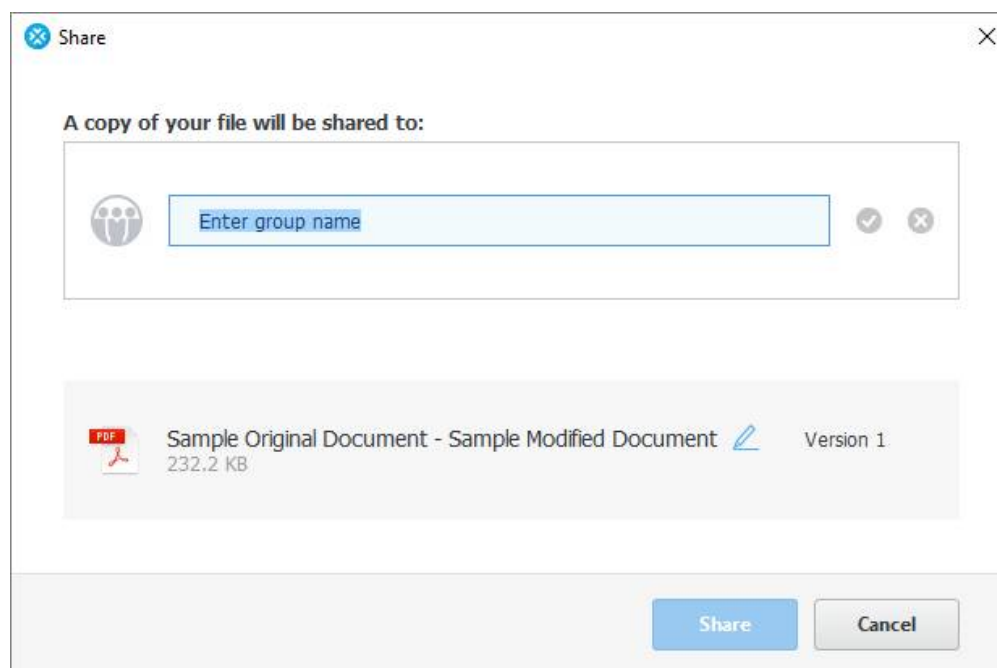 Share
A copy of your file will be shared to:
Enter group name
PDF
Sample Original Document - Sample Modified Document
Version 1
232.2 KB
Share
Cancel